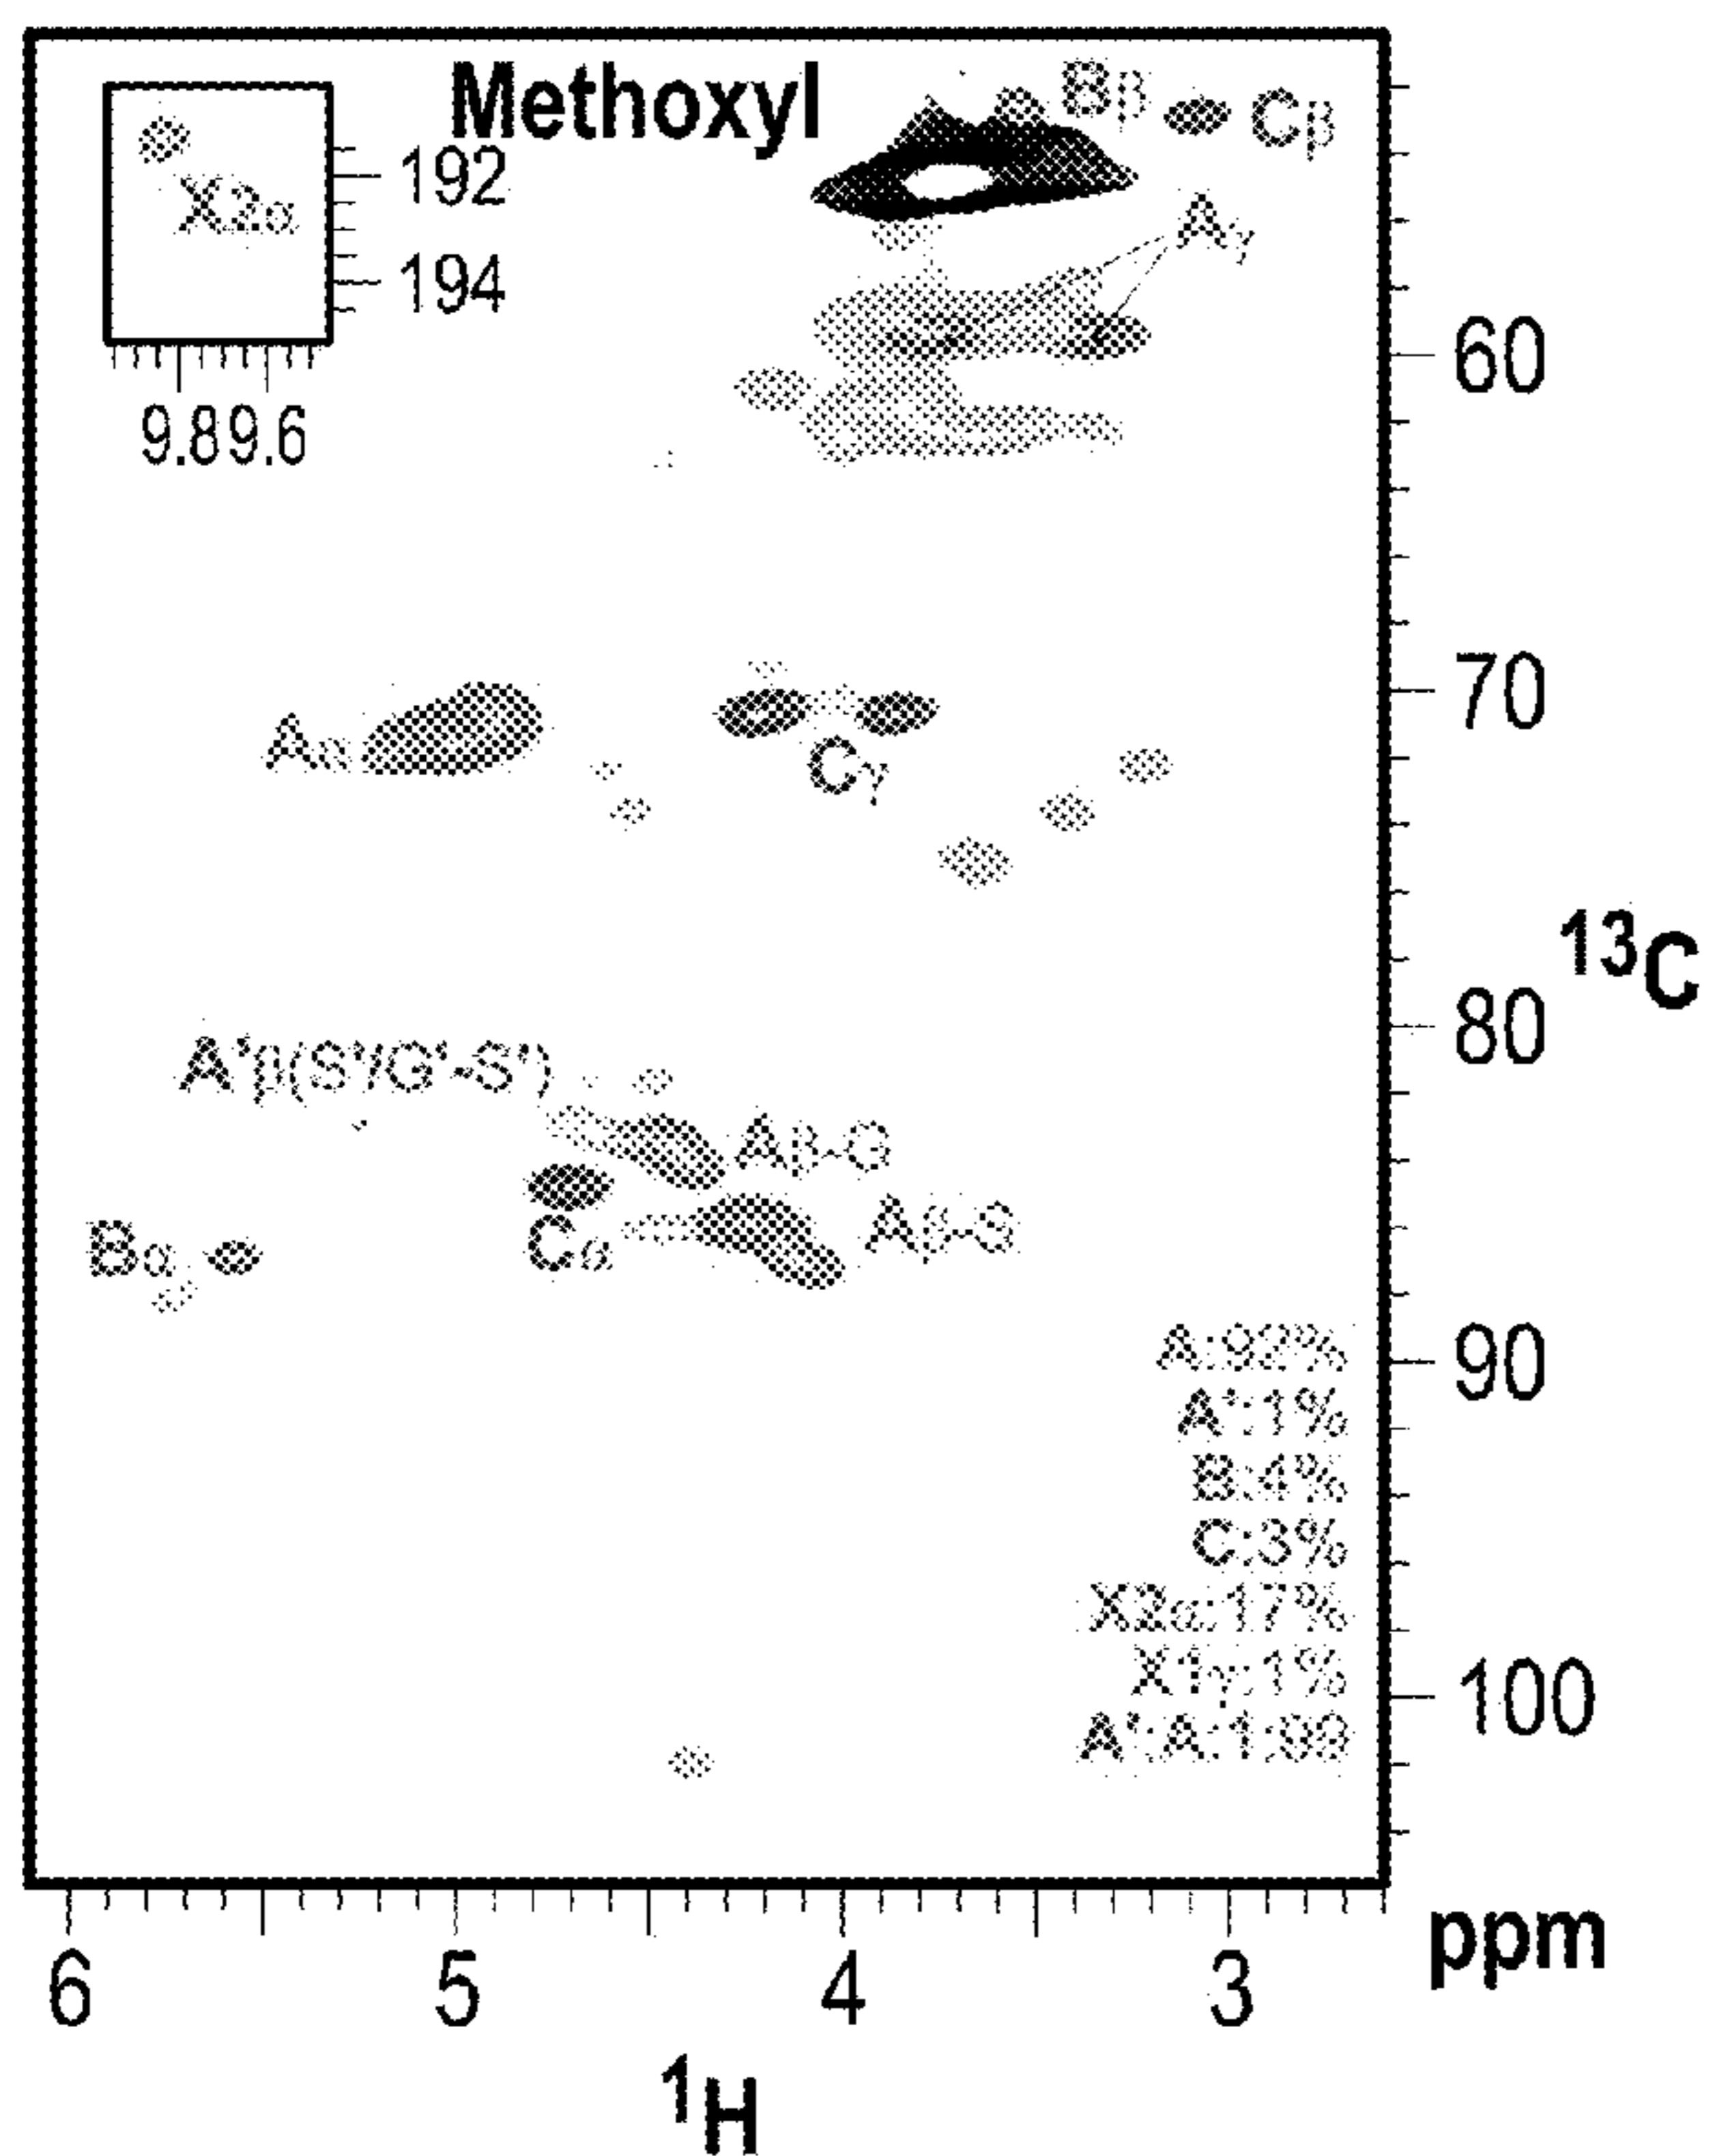 Methoxyl
Bβ
Cβ
192
X2α
194
Aγ
9.8 9.6
60
70
Aα
Cγ
13C
80
A'β(S'/G'-S')
Aβ-G
Cα
Aβ-S
Bα
A:92%
90
A':1%
B:4%
C:3%
X2α:17%
X1γ:1%
100
A':A:1:99
6 5 4 3 ppm
1H